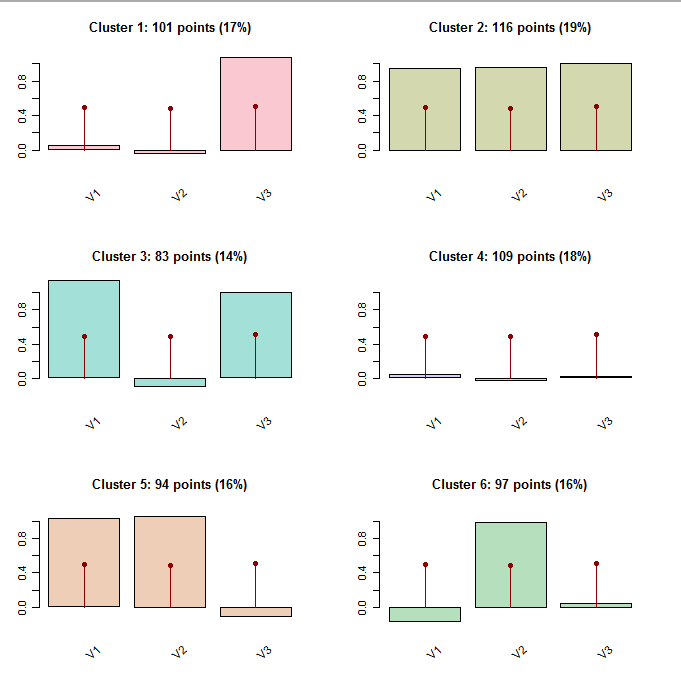 Cluster 1: 101 points (17%)
0.0 0.4 0.8
V1 V2 V3
Cluster 2: 116 points (19%)
0.0 0.4 0.8
V1 V2 V3
Cluster 3: 83 points (14%)
0.0 0.4 0.8
V1 V2 V3
Cluster 4: 109 points (18%)
0.0 0.4 0.8
V1 V2 V3
Cluster 5: 94 points (16%)
0.0 0.4 0.8
V1 V2 V3
Cluster 6: 97 points (16%)
0.0 0.4 0.8
V1 V2 V3